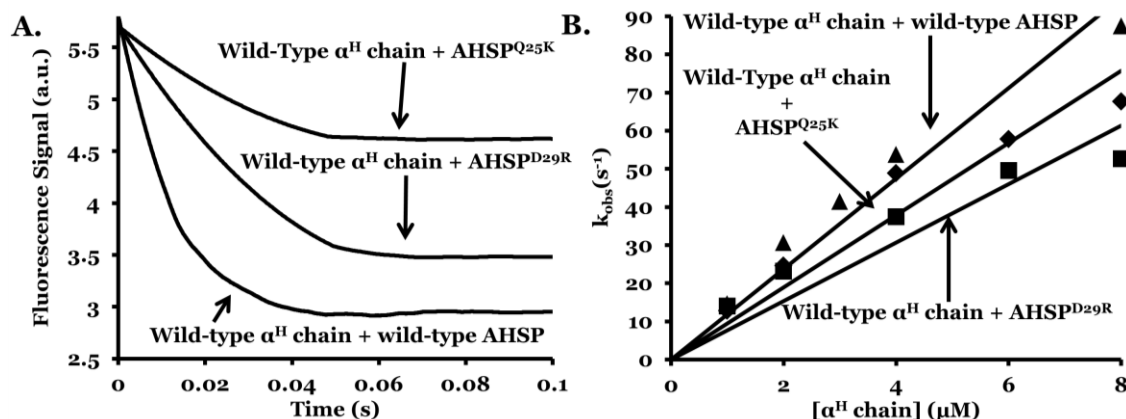 A.
Fluorescence Signal (a.u.)
5.5
4.5
4
3.5
3
2.5
0
0.02
0.04
0.06
0.08
0.1
Time (s)
Wild-Type αᴴ chain + AHSPQ25K
Wild-type αᴴ chain + AHSPD29R
Wild-type αᴴ chain + wild-type AHSP
B.
kobs(s⁻¹)
90
80
70
60
50
40
30
20
10
0
0
2
4
6
8
[αᴴ chain] (μM)
Wild-type αᴴ chain + wild-type AHSP
Wild-Type αᴴ chain
+
AHSPQ25K
Wild-type αᴴ chain + AHSPD29R